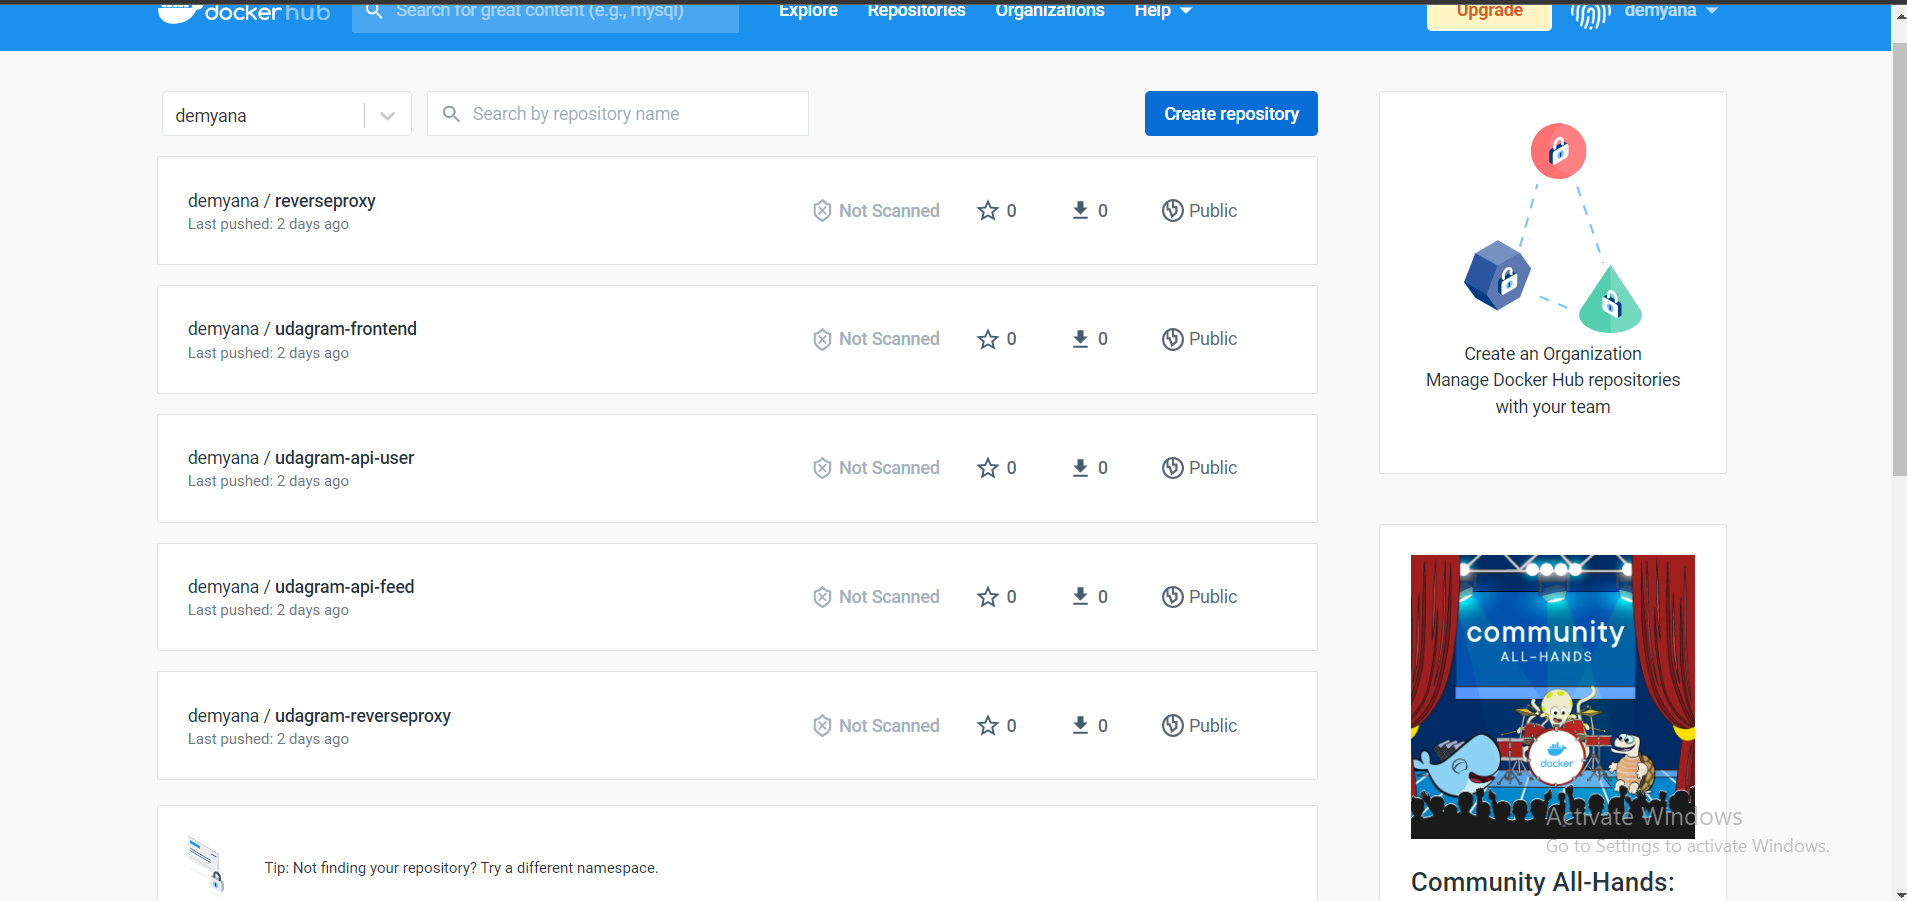 docker hub
Search for great content (e.g., mysql)
Explore
Repositories
Organizations
Help
Upgrade
demyana
demyana
Search by repository name
Create repository
demyana / reverseproxy
Last pushed: 2 days ago
Not Scanned
0
0
Public
demyana / udagram-frontend
Last pushed: 2 days ago
Not Scanned
0
0
Public
demyana / udagram-api-user
Last pushed: 2 days ago
Not Scanned
0
0
Public
demyana / udagram-api-feed
Last pushed: 2 days ago
Not Scanned
0
0
Public
demyana / udagram-reverseproxy
Last pushed: 2 days ago
Not Scanned
0
0
Public
Tip: Not finding your repository? Try a different namespace.
Create an Organization
Manage Docker Hub repositories
with your team
community
ALL-HANDS
docker
Activate Windows
Go to Settings to activate Windows.
Community All-Hands: